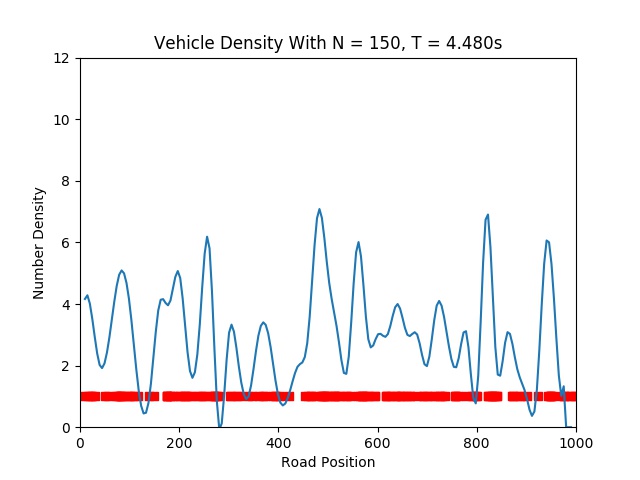 Vehicle Density With N = 150, T = 4.480s
12
10
8
6
4
2
0
Number Density
0 200 400 600 800 1000
Road Position